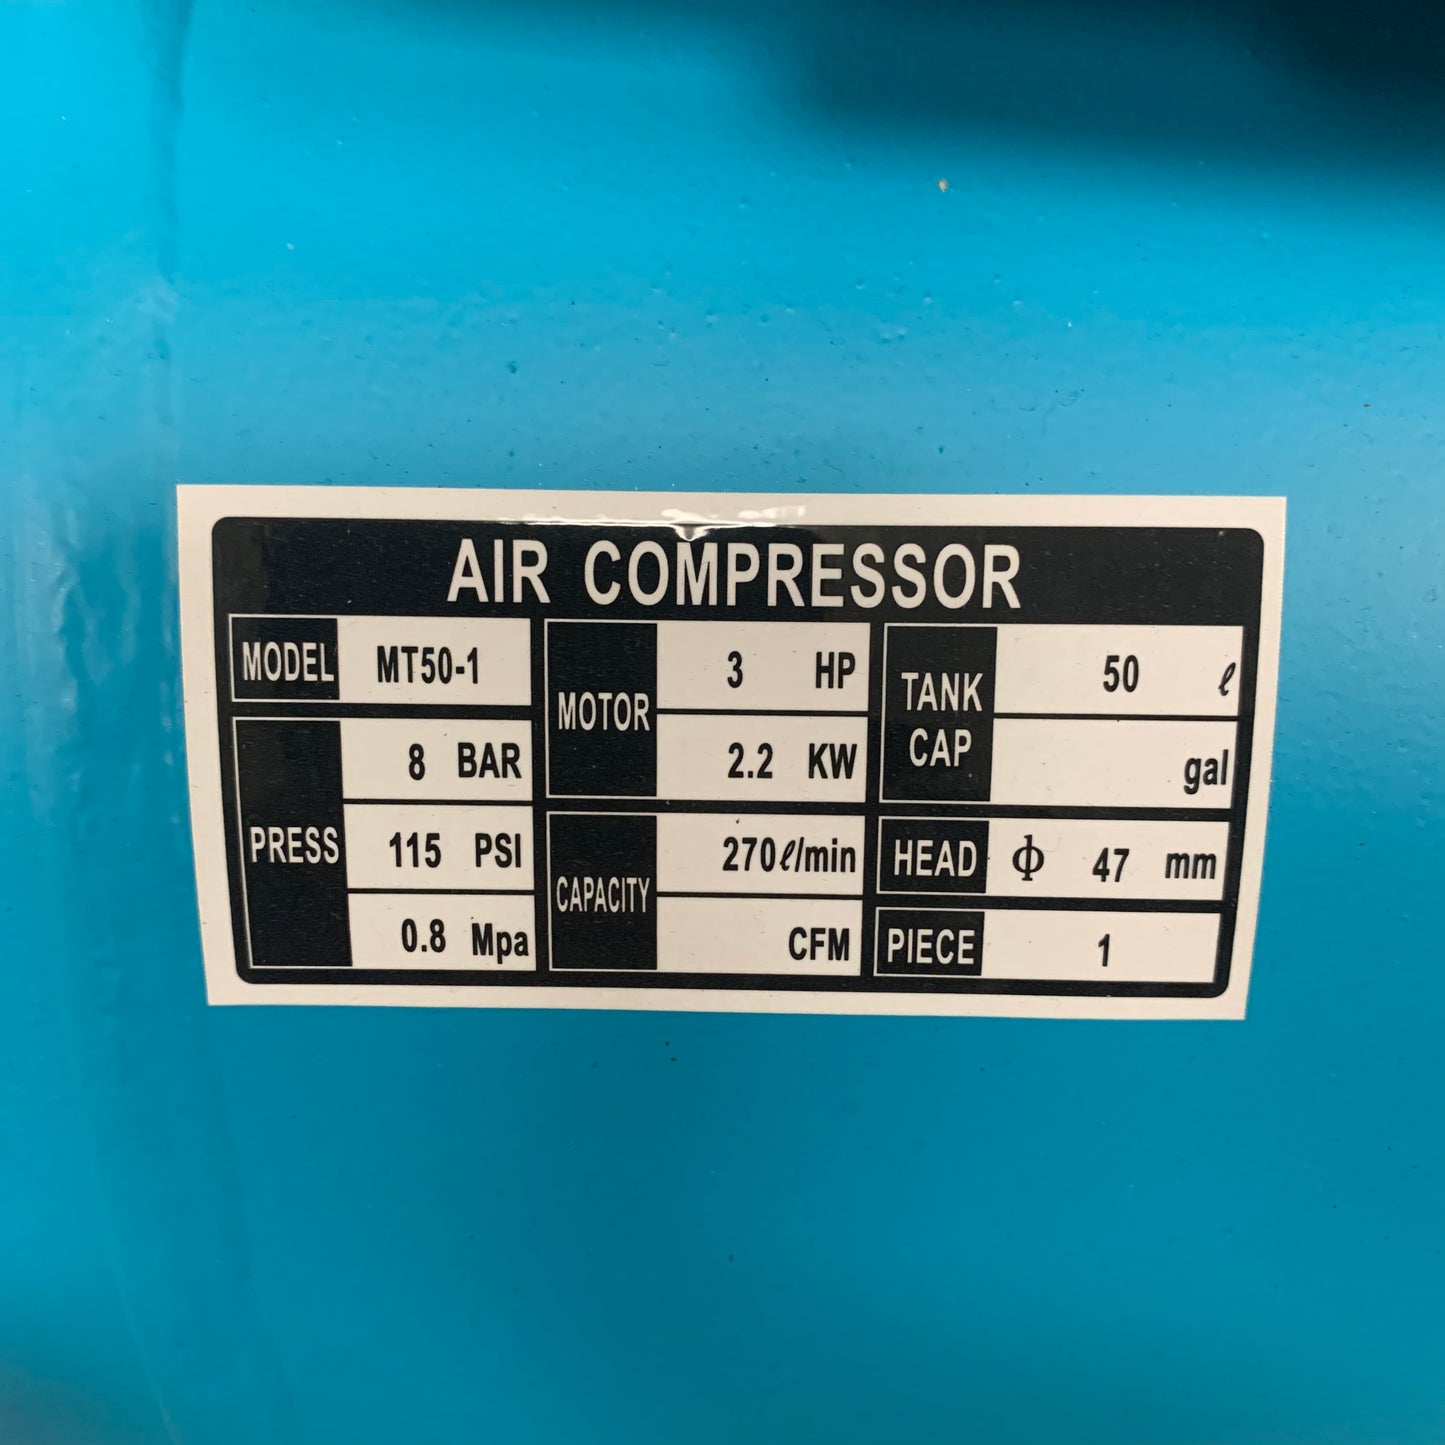 AIR COMPRESSOR
MODEL MT50-1
PRESS 8 BAR
115 PSI
0.8 Mpa
MOTOR 3 HP
2.2 KW
CAPACITY 270ℓ/min
CFM
TANK CAP 50 ℓ
gal
HEAD ф 47 mm
PIECE 1